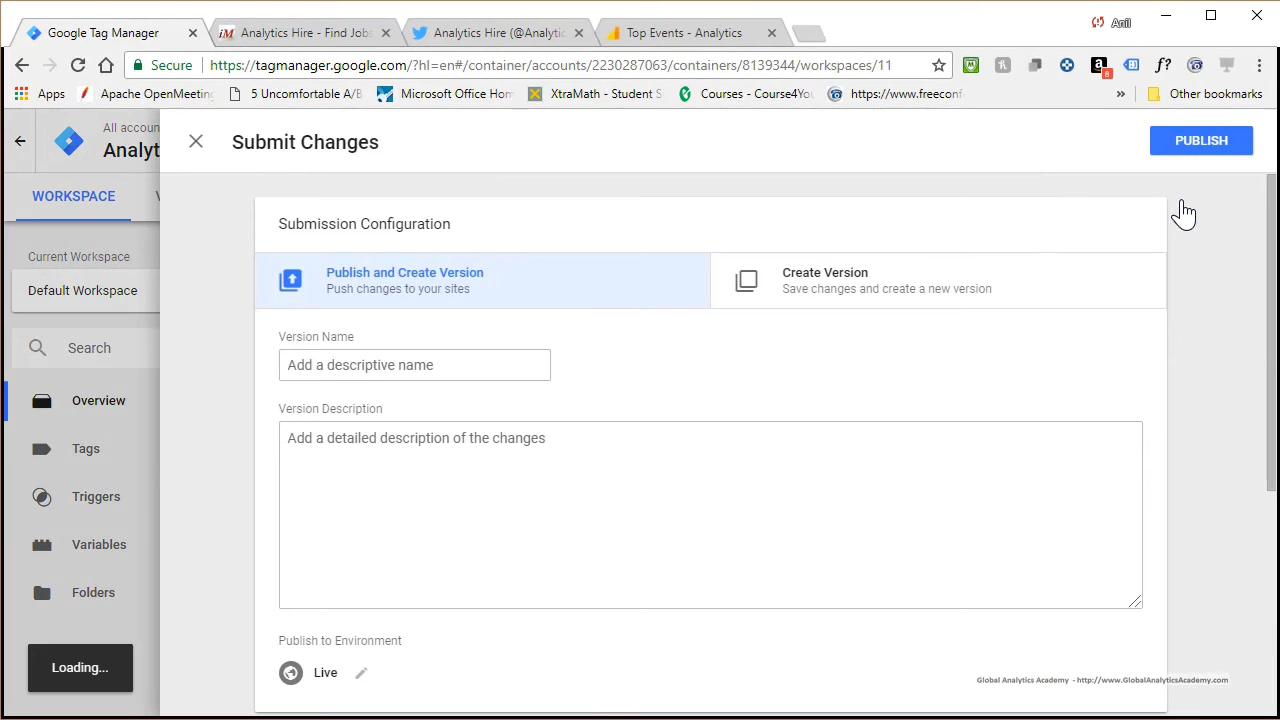 Google Tag Manager
Analytics Hire - Find Jobs
Analytics Hire (@Analytic
Top Events - Analytics
Anil
Secure
https://tagmanager.google.com/?hl=en#/container/accounts/2230287063/containers/8139344/workspaces/11
8
f?
Apps
Apache OpenMeeting
5 Uncomfortable A/B
Microsoft Office Hom
XtraMath - Student S
Courses - Course4Yo
https://www.freeconf
»
Other bookmarks
All accou
Analyt
Submit Changes
PUBLISH
WORKSPACE
Submission Configuration
Current Workspace
Default Workspace
Publish and Create Version
Push changes to your sites
Create Version
Save changes and create a new version
Version Name
Add a descriptive name
Search
Overview
Version Description
Add a detailed description of the changes
Tags
Triggers
Variables
Folders
Publish to Environment
Live
Loading...
Global Analytics Academy - http://www.GlobalAnalyticsAcademy.com